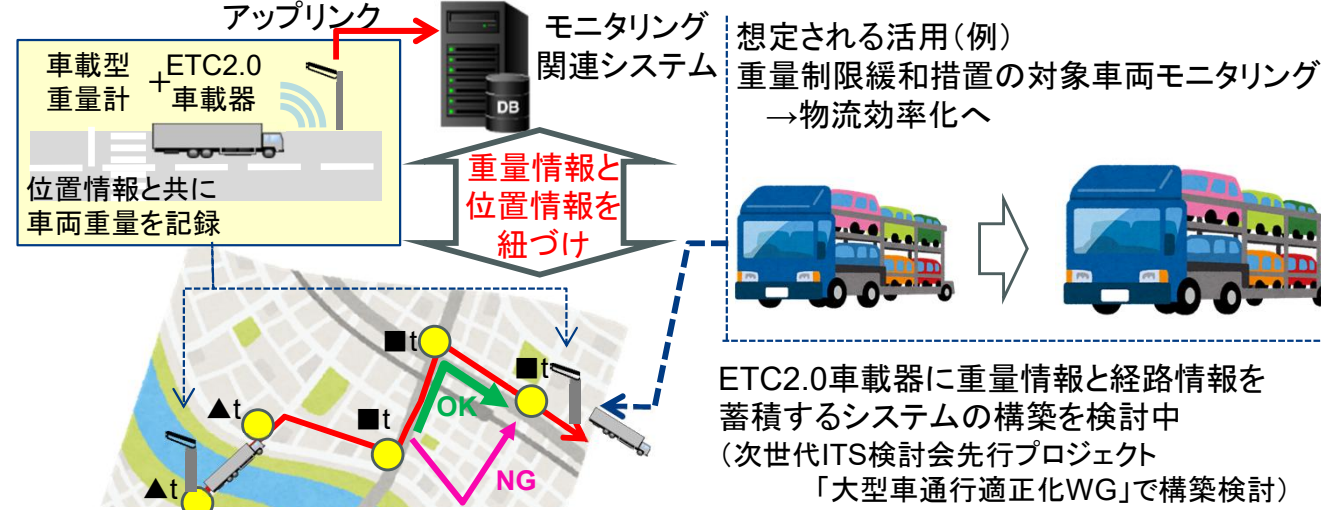 アップリンク
車載型
重量計
+
ETC2.0
車載器
位置情報と共に
車両重量を記録
モニタリング
関連システム
DB
重量情報と
位置情報を
紐づけ
想定される活用（例）
重量制限緩和措置の対象車両モニタリング
→物流効率化へ
■t
■t
▲t
■t
OK
NG
▲t
ETC2.0車載器に重量情報と経路情報を
蓄積するシステムの構築を検討中
（次世代ITS検討会先行プロジェクト
「大型車通行適正化WG」で構築検討）